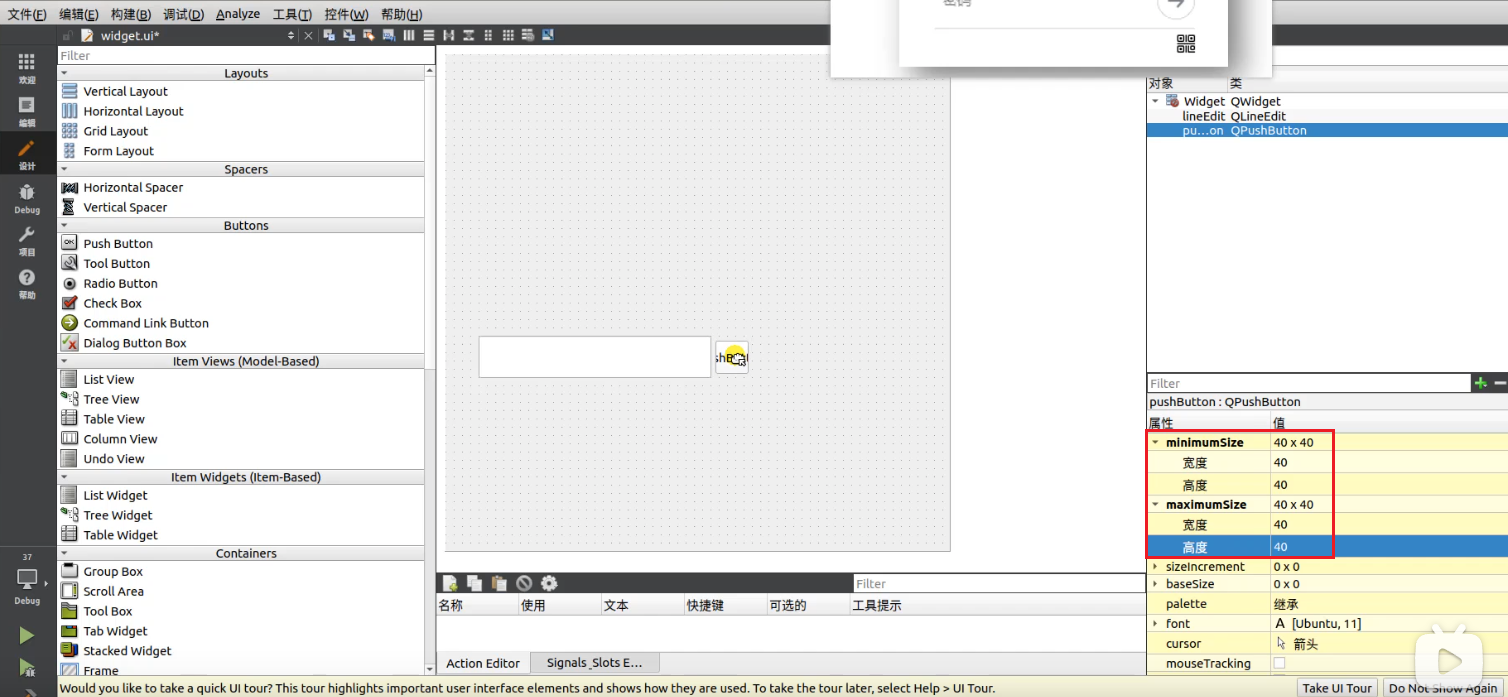 文件(F) 编辑(E) 构建(B) 调试(D) Analyze 工具(T) 控件(W) 帮助(H)
密码
widget.ui*
欢迎
编辑
设计
Debug
项目
帮助
37
Debug
Filter
Layouts
Vertical Layout
Horizontal Layout
Grid Layout
Form Layout
Spacers
Horizontal Spacer
Vertical Spacer
Buttons
OK Push Button
Tool Button
Radio Button
Check Box
Command Link Button
Dialog Button Box
Item Views (Model-Based)
List View
Tree View
Table View
Column View
Undo View
Item Widgets (Item-Based)
List Widget
Tree Widget
Table Widget
Containers
Group Box
Scroll Area
Tool Box
Tab Widget
Stacked Widget
Frame
Filter
名称 使用 文本 快捷键 可选的 工具提示
Action Editor Signals_Slots E...
对象 类
Widget QWidget
lineEdit QLineEdit
pu...on QPushButton
Filter
pushButton : QPushButton
属性 值
minimumSize 40 x 40
宽度 40
高度 40
maximumSize 40 x 40
宽度 40
高度 40
sizeIncrement 0 x 0
baseSize 0 x 0
palette 继承
font A [Ubuntu, 11]
cursor 箭头
mouseTracking
Would you like to take a quick UI tour? This tour highlights important user interface elements and shows how they are used. To take the tour later, select Help > UI Tour. Take UI Tour Do Not Show Again